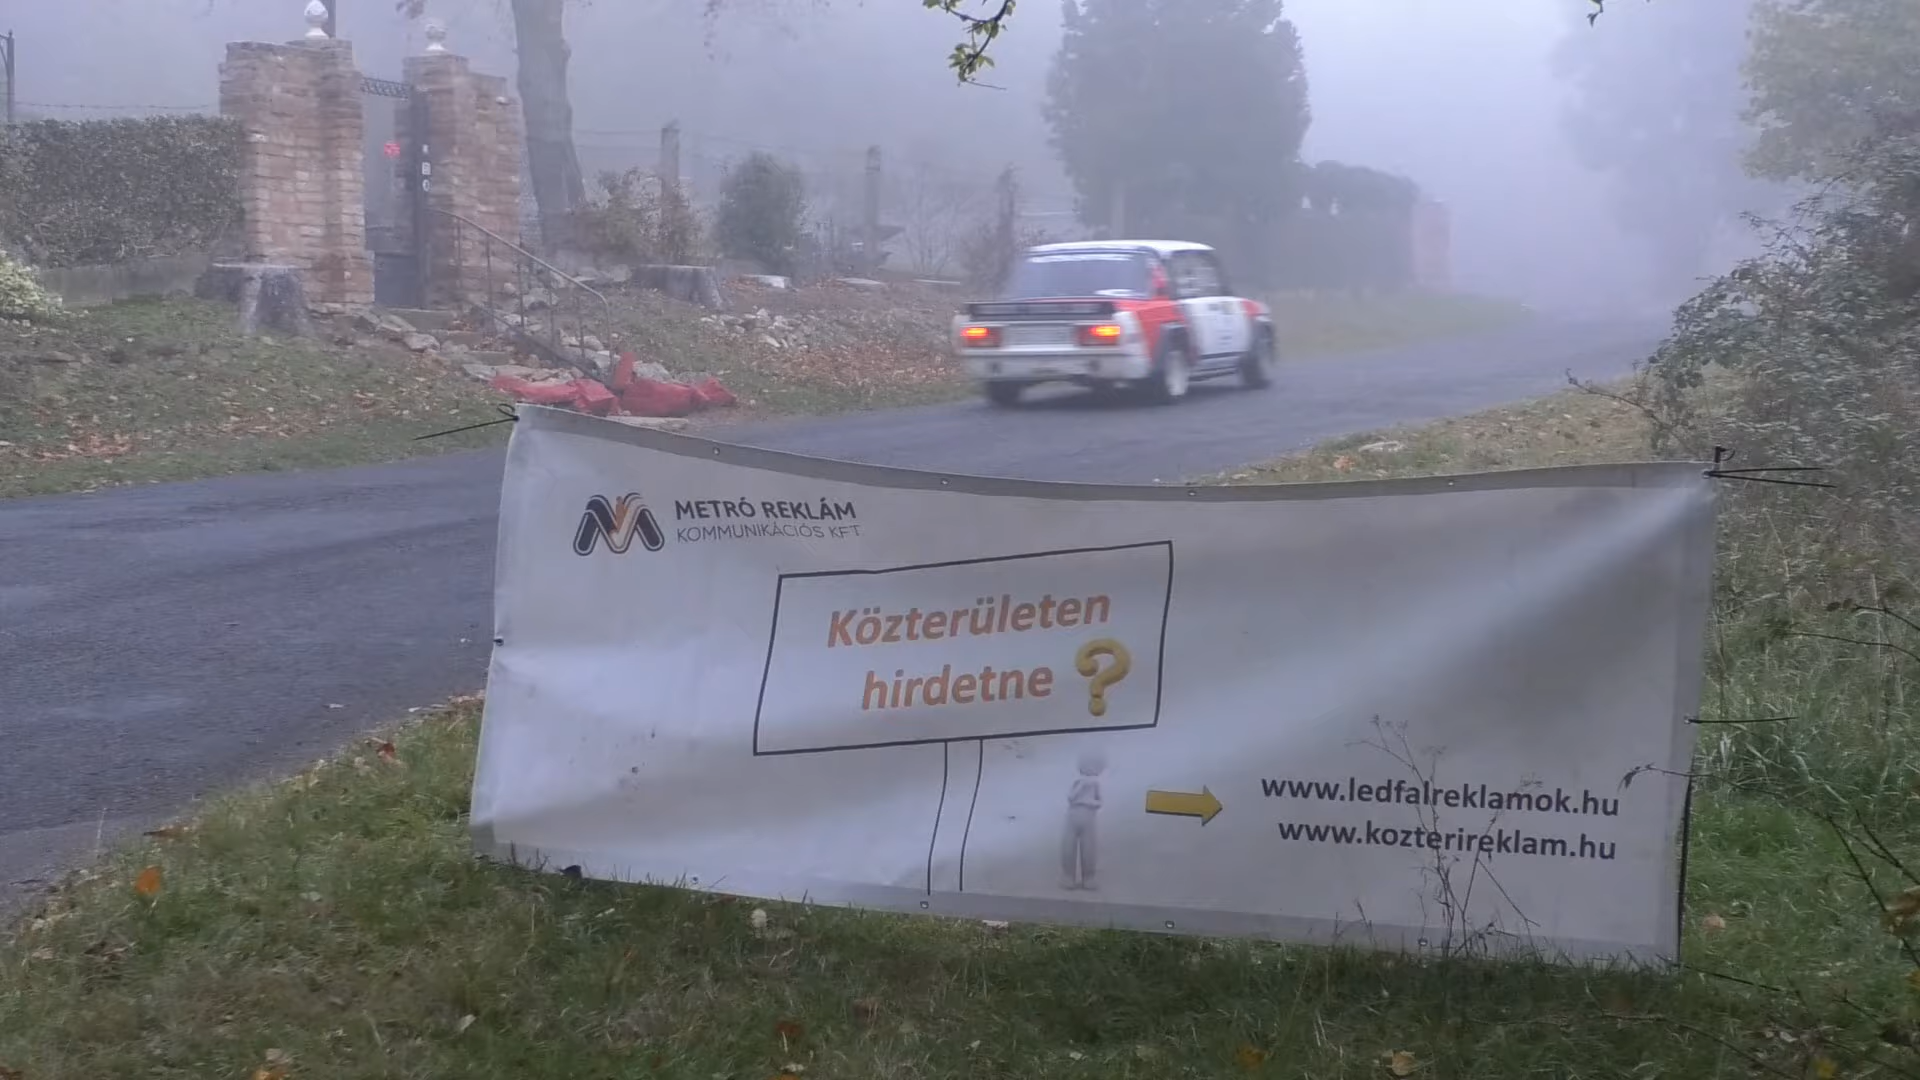 METRÓ REKLÁM
KOMMUNIKÁCIÓS KFT
Közterületen
hirdetne ?
www.ledfalreklamok.hu
www.kozterireklam.hu